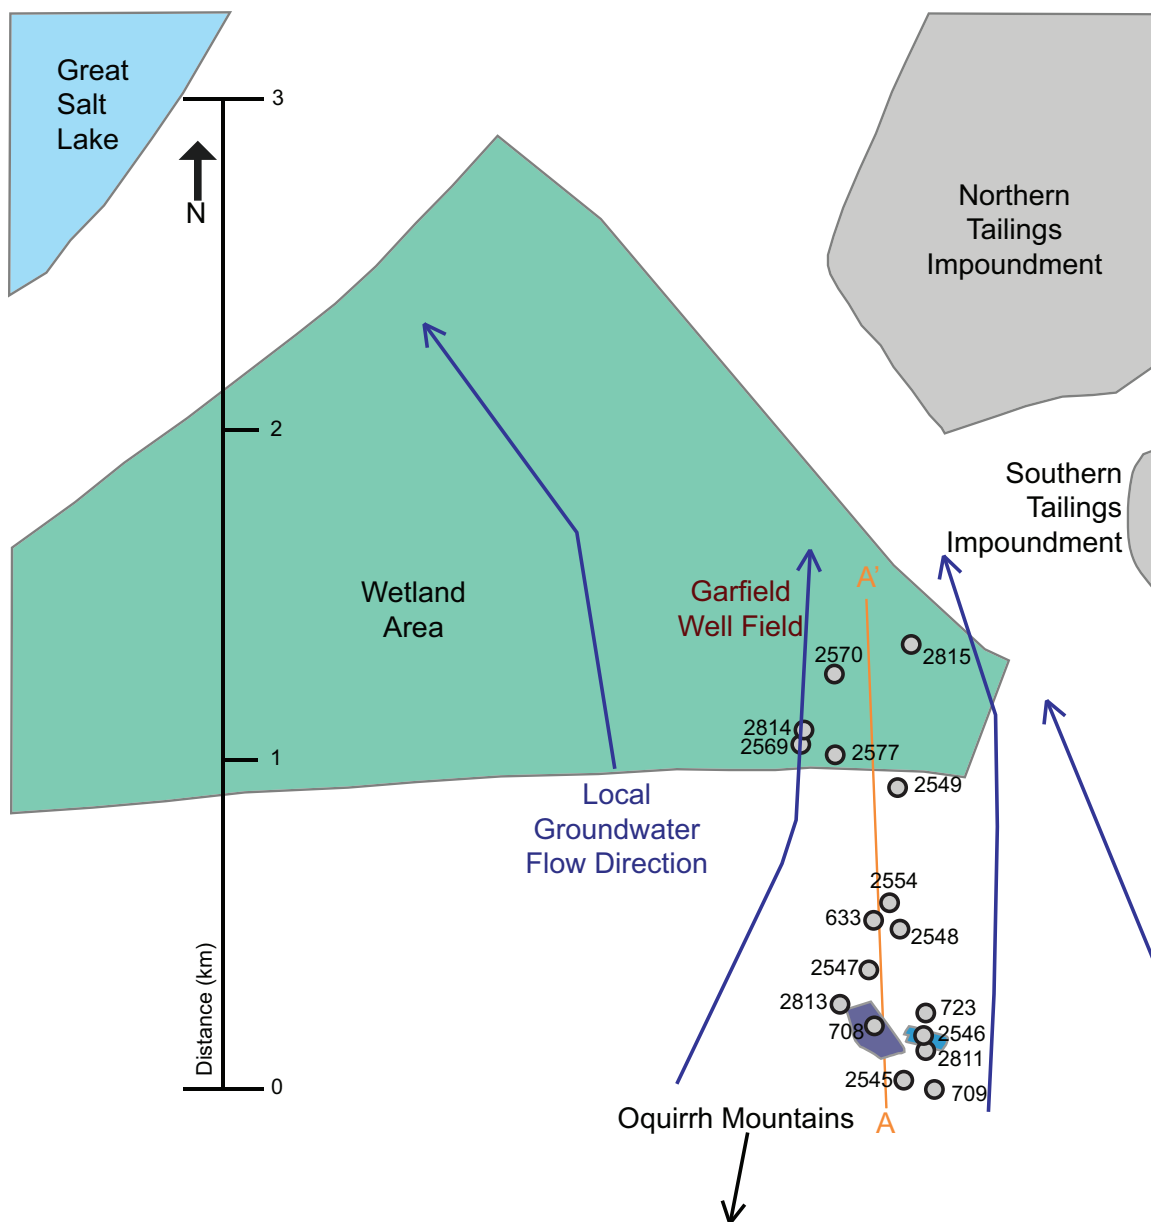 Great
Salt
Lake
3
N
Northern
Tailings
Impoundment
2
Southern
Tailings
Impoundment
A'
Wetland
Area
Garfield
Well Field
2570
2815
2814
2569
2577
1
2549
Local
Groundwater
Flow Direction
2554
633
2548
2547
2813
723
708
2546
2811
2545
709
Distance (km)
0
Oquirrh Mountains
A